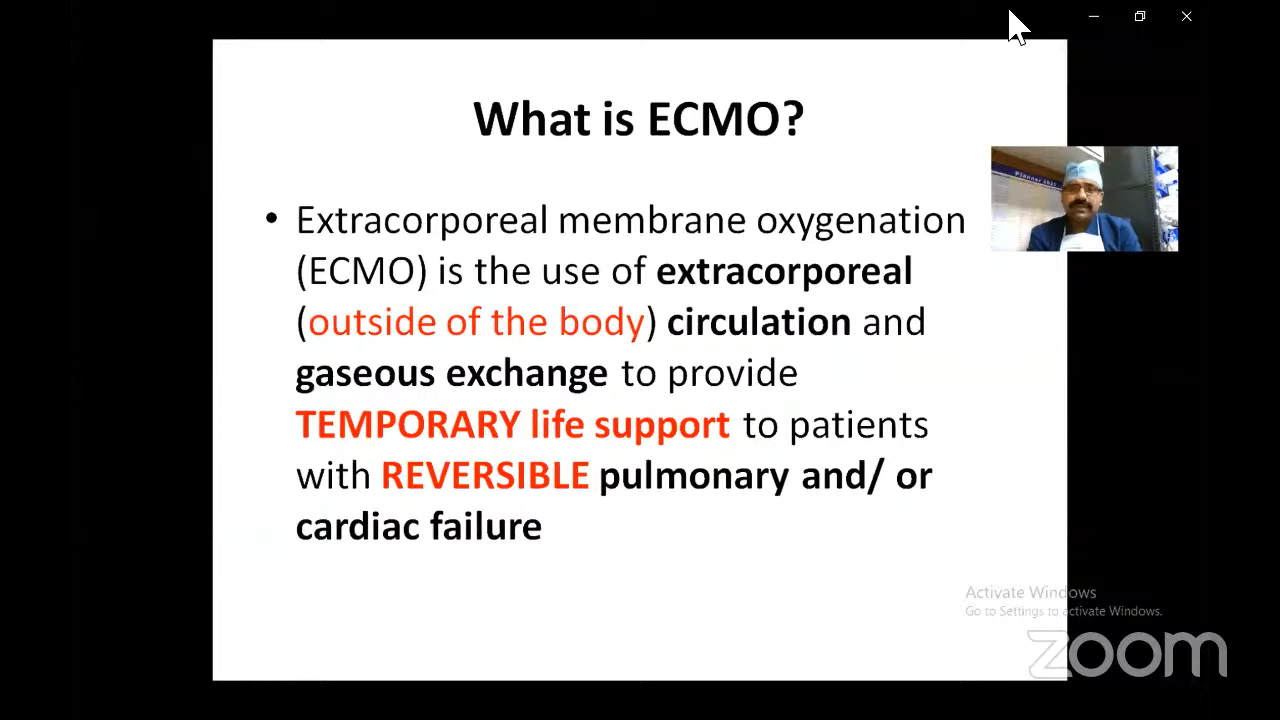 What is ECMO?
• Extracorporeal membrane oxygenation
(ECMO) is the use of extracorporeal
(outside of the body) circulation and
gaseous exchange to provide
TEMPORARY life support to patients
with REVERSIBLE pulmonary and/ or
cardiac failure
Planner 2021
Activate Windows
Go to Settings to activate Windows.
zoom